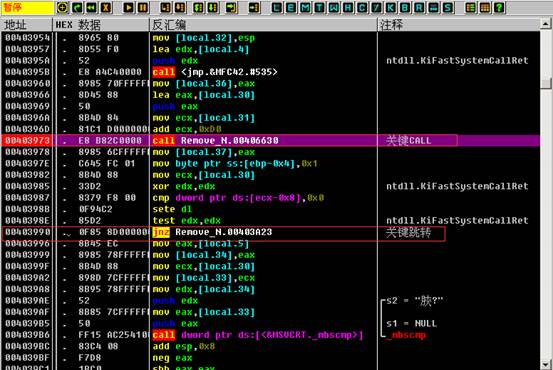 暂停 L E M T W H C / K B R ... S
地址 HEX 数据 反汇编 注释
00403954 . 8965 80 mov [local.32],esp
00403957 . 8D55 F0 lea edx,[local.4]
0040395A . 52 push edx ntdll.KiFastSystemCallRet
0040395B . E8 A4C40000 call <jmp.&MFC42.#535>
00403960 . 8985 70FFFFFF mov [local.36],eax
00403966 . 8D45 88 lea eax,[local.30]
00403969 . 50 push eax
0040396A . 8B4D 84 mov ecx,[local.31]
0040396D . 81C1 D0000000 add ecx,0xD0
00403973 . E8 B82C0000 call Remove_N.00406630 关键CALL
00403978 . 8985 6CFFFFFF mov [local.37],eax
0040397E . C645 FC 01 mov byte ptr ss:[ebp-0x4],0x1
00403982 . 8B4D 88 mov ecx,[local.30]
00403985 . 33D2 xor edx,edx ntdll.KiFastSystemCallRet
00403987 . 8379 F8 00 cmp dword ptr ds:[ecx-0x8],0x0
0040398B . 0F94C2 sete dl
0040398E . 85D2 test edx,edx ntdll.KiFastSystemCallRet
00403990 .⌄ 0F85 8D000000 jnz Remove_N.00403A23 关键跳转
00403996 . 8B45 EC mov eax,[local.5]
00403999 . 8985 78FFFFFF mov [local.34],eax
0040399F . 8B4D 88 mov ecx,[local.30]
004039A2 . 898D 7CFFFFFF mov [local.33],ecx
004039A8 . 8B95 78FFFFFF mov edx,[local.34]
004039AE . 52 push edx s2 = "胦?"
004039AF . 8B85 7CFFFFFF mov eax,[local.33]
004039B5 . 50 push eax s1 = NULL
004039B6 . FF15 AC254100 call dword ptr ds:[<&MSVCRT._mbscmp>] _mbscmp
004039BC . 83C4 08 add esp,0x8
004039BF . F7D8 neg eax
004039C1 . 1BC0 sbb eax,eax